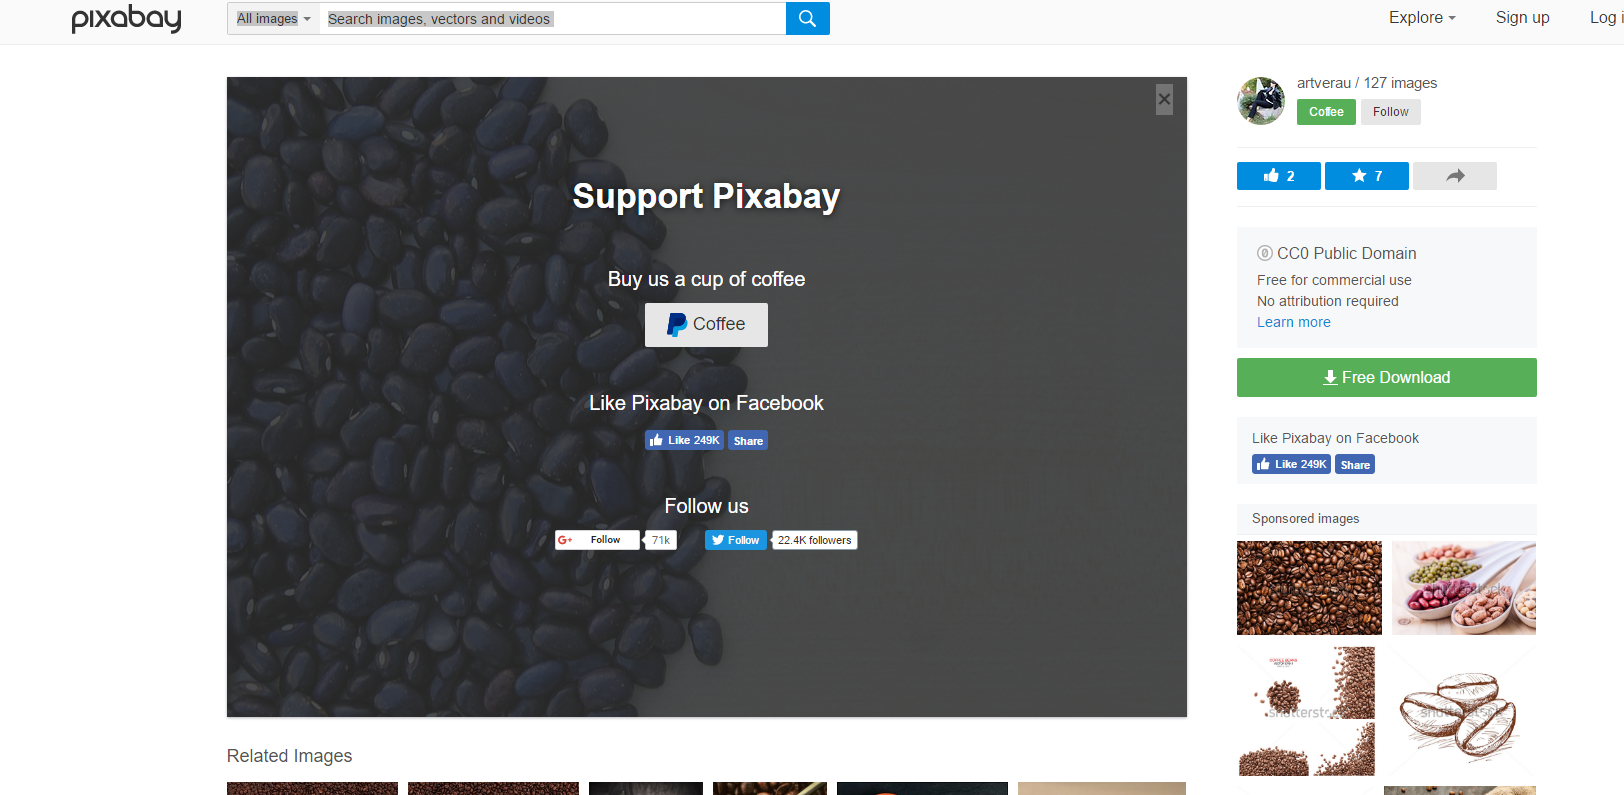 pixabay
All images
Search images, vectors and videos
Explore
Sign up
Log i
Support Pixabay
Buy us a cup of coffee
Coffee
Like Pixabay on Facebook
Like 249K
Share
Follow us
G+ Follow
71k
Follow
22.4K followers
artverau / 127 images
Coffee
Follow
2
7
CC0 Public Domain
Free for commercial use
No attribution required
Learn more
Free Download
Like Pixabay on Facebook
Like 249K
Share
Sponsored images
shutterstock
shutterstock
shutterstock
Related Images